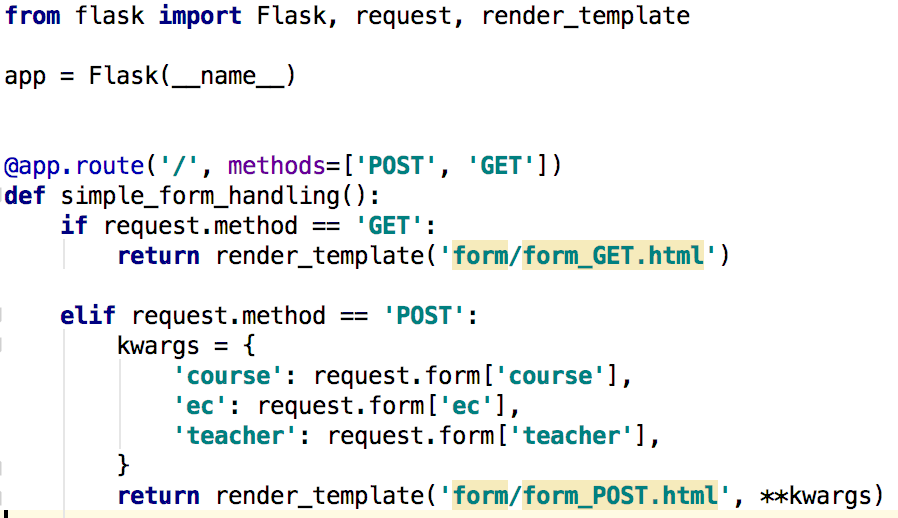 from flask import Flask, request, render_template
app = Flask(__name__)
@app.route('/', methods=['POST', 'GET'])
def simple_form_handling():
    if request.method == 'GET':
        return render_template('form/form_GET.html')
    elif request.method == 'POST':
        kwargs = {
            'course': request.form['course'],
            'ec': request.form['ec'],
            'teacher': request.form['teacher'],
        }
        return render_template('form/form_POST.html', **kwargs)